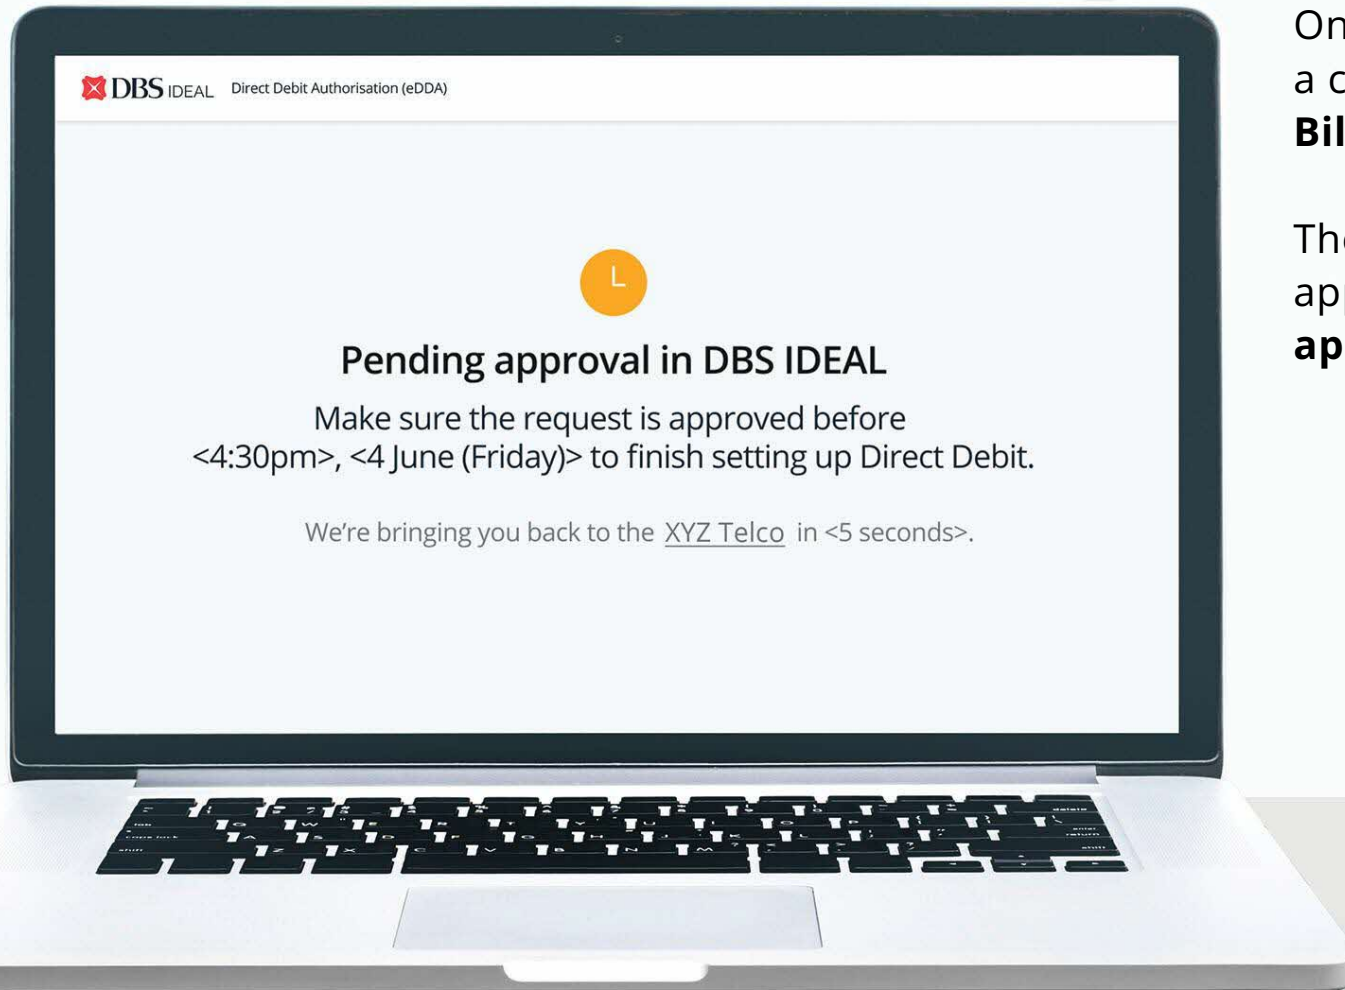 DBS IDEAL Direct Debit Authorisation (eDDA)
Pending approval in DBS IDEAL
Make sure the request is approved before
<4:30pm>, <4 June (Friday)> to finish setting up Direct Debit.
We're bringing you back to the XYZ Telco in <5 seconds>.
On
a c
Bil
The
app
ap